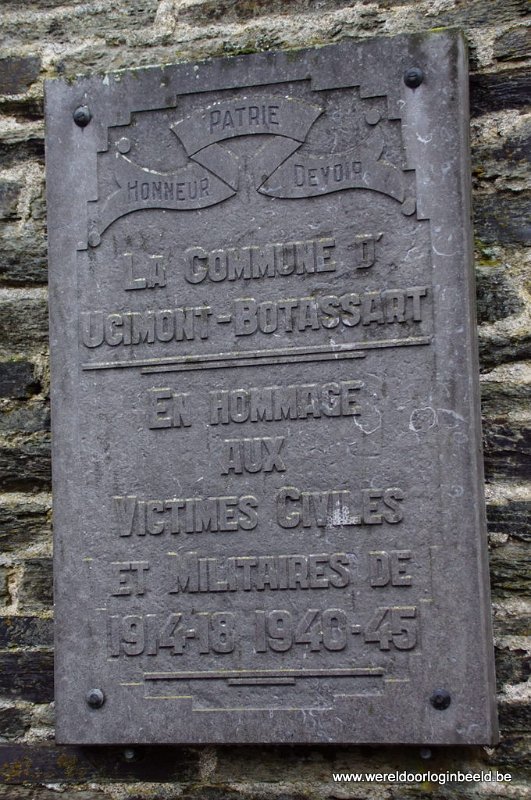 PATRIE
HONNEUR DEVOIR
LA COMMUNE D'
UCIMONT-BOTASSART
EN HOMMAGE
AUX
VICTIMES CIVILES
ET MILITAIRES DE
1914-18 1940-45
www.wereldoorloginbeeld.be